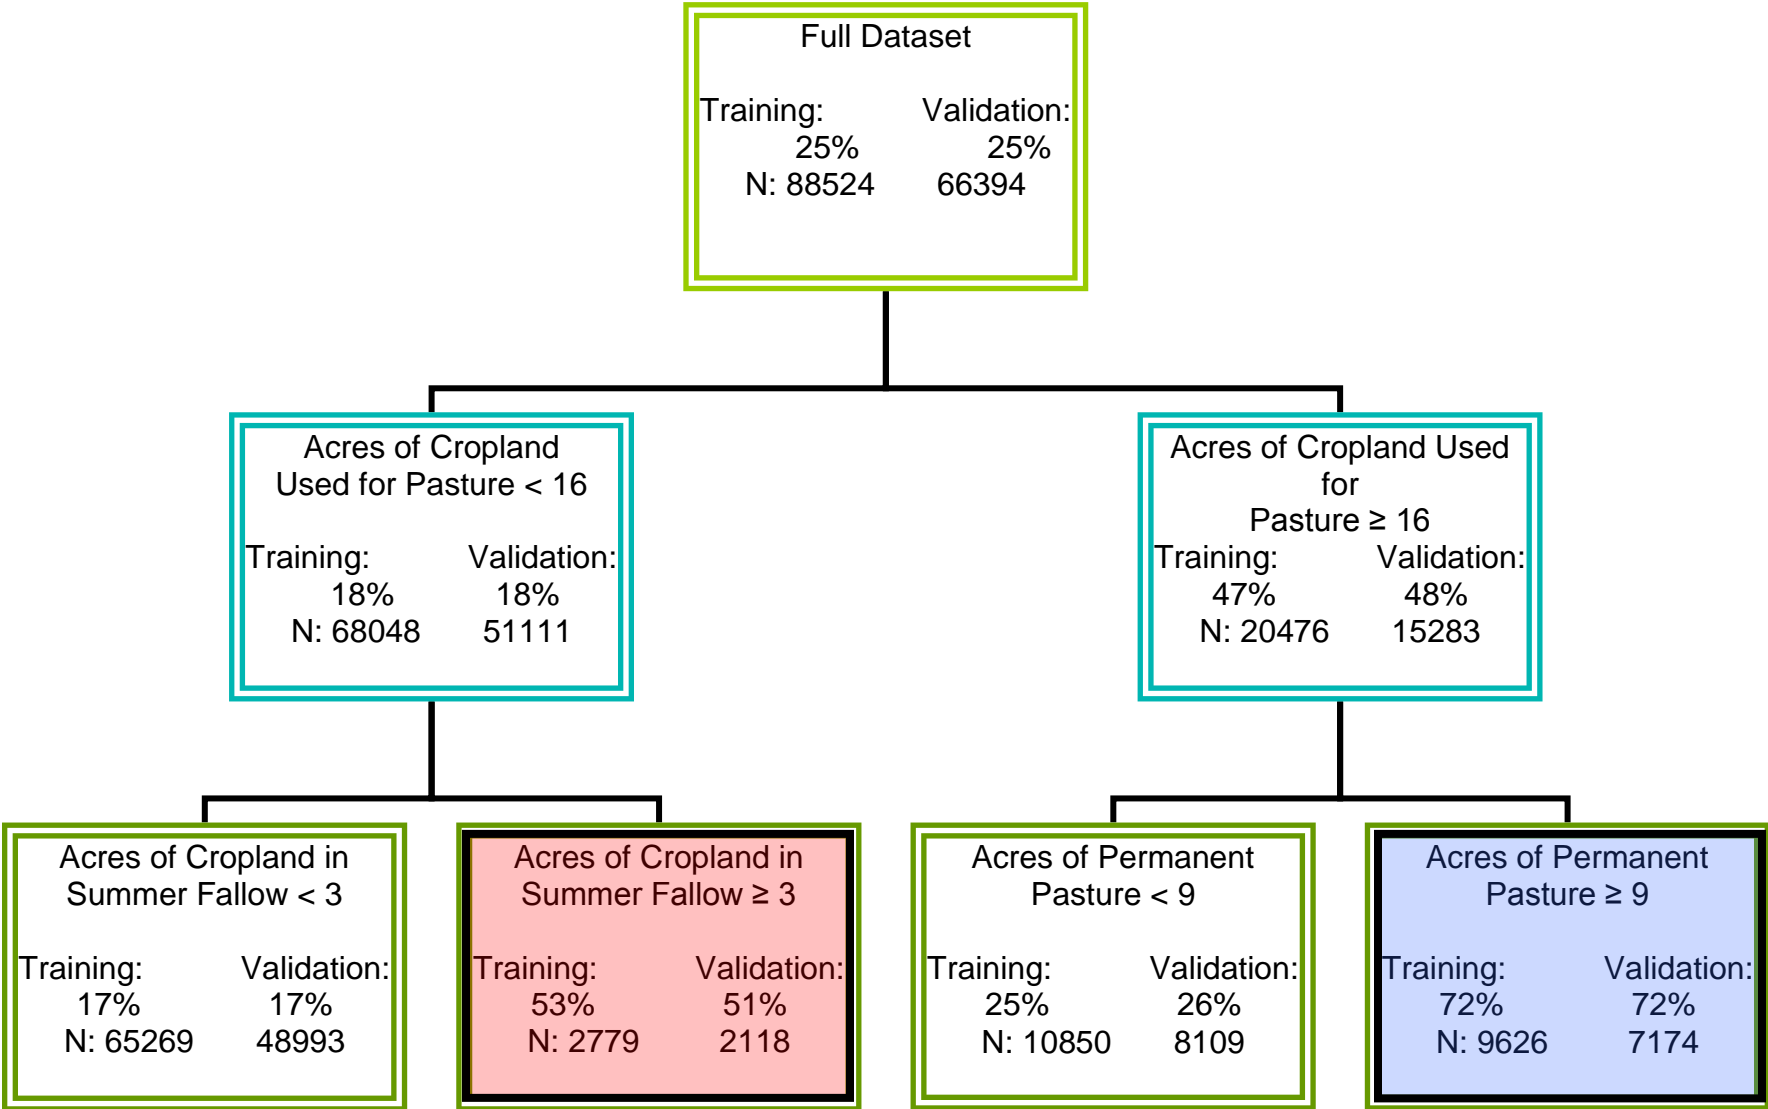 Full Dataset
Training: Validation:
25% 25%
N: 88524 66394
Acres of Cropland
Used for Pasture < 16
Training: Validation:
18% 18%
N: 68048 51111
Acres of Cropland Used
for
Pasture ≥ 16
Training: Validation:
47% 48%
N: 20476 15283
Acres of Cropland in
Summer Fallow < 3
Training: Validation:
17% 17%
N: 65269 48993
Acres of Cropland in
Summer Fallow ≥ 3
Training: Validation:
53% 51%
N: 2779 2118
Acres of Permanent
Pasture < 9
Training: Validation:
25% 26%
N: 10850 8109
Acres of Permanent
Pasture ≥ 9
Training: Validation:
72% 72%
N: 9626 7174